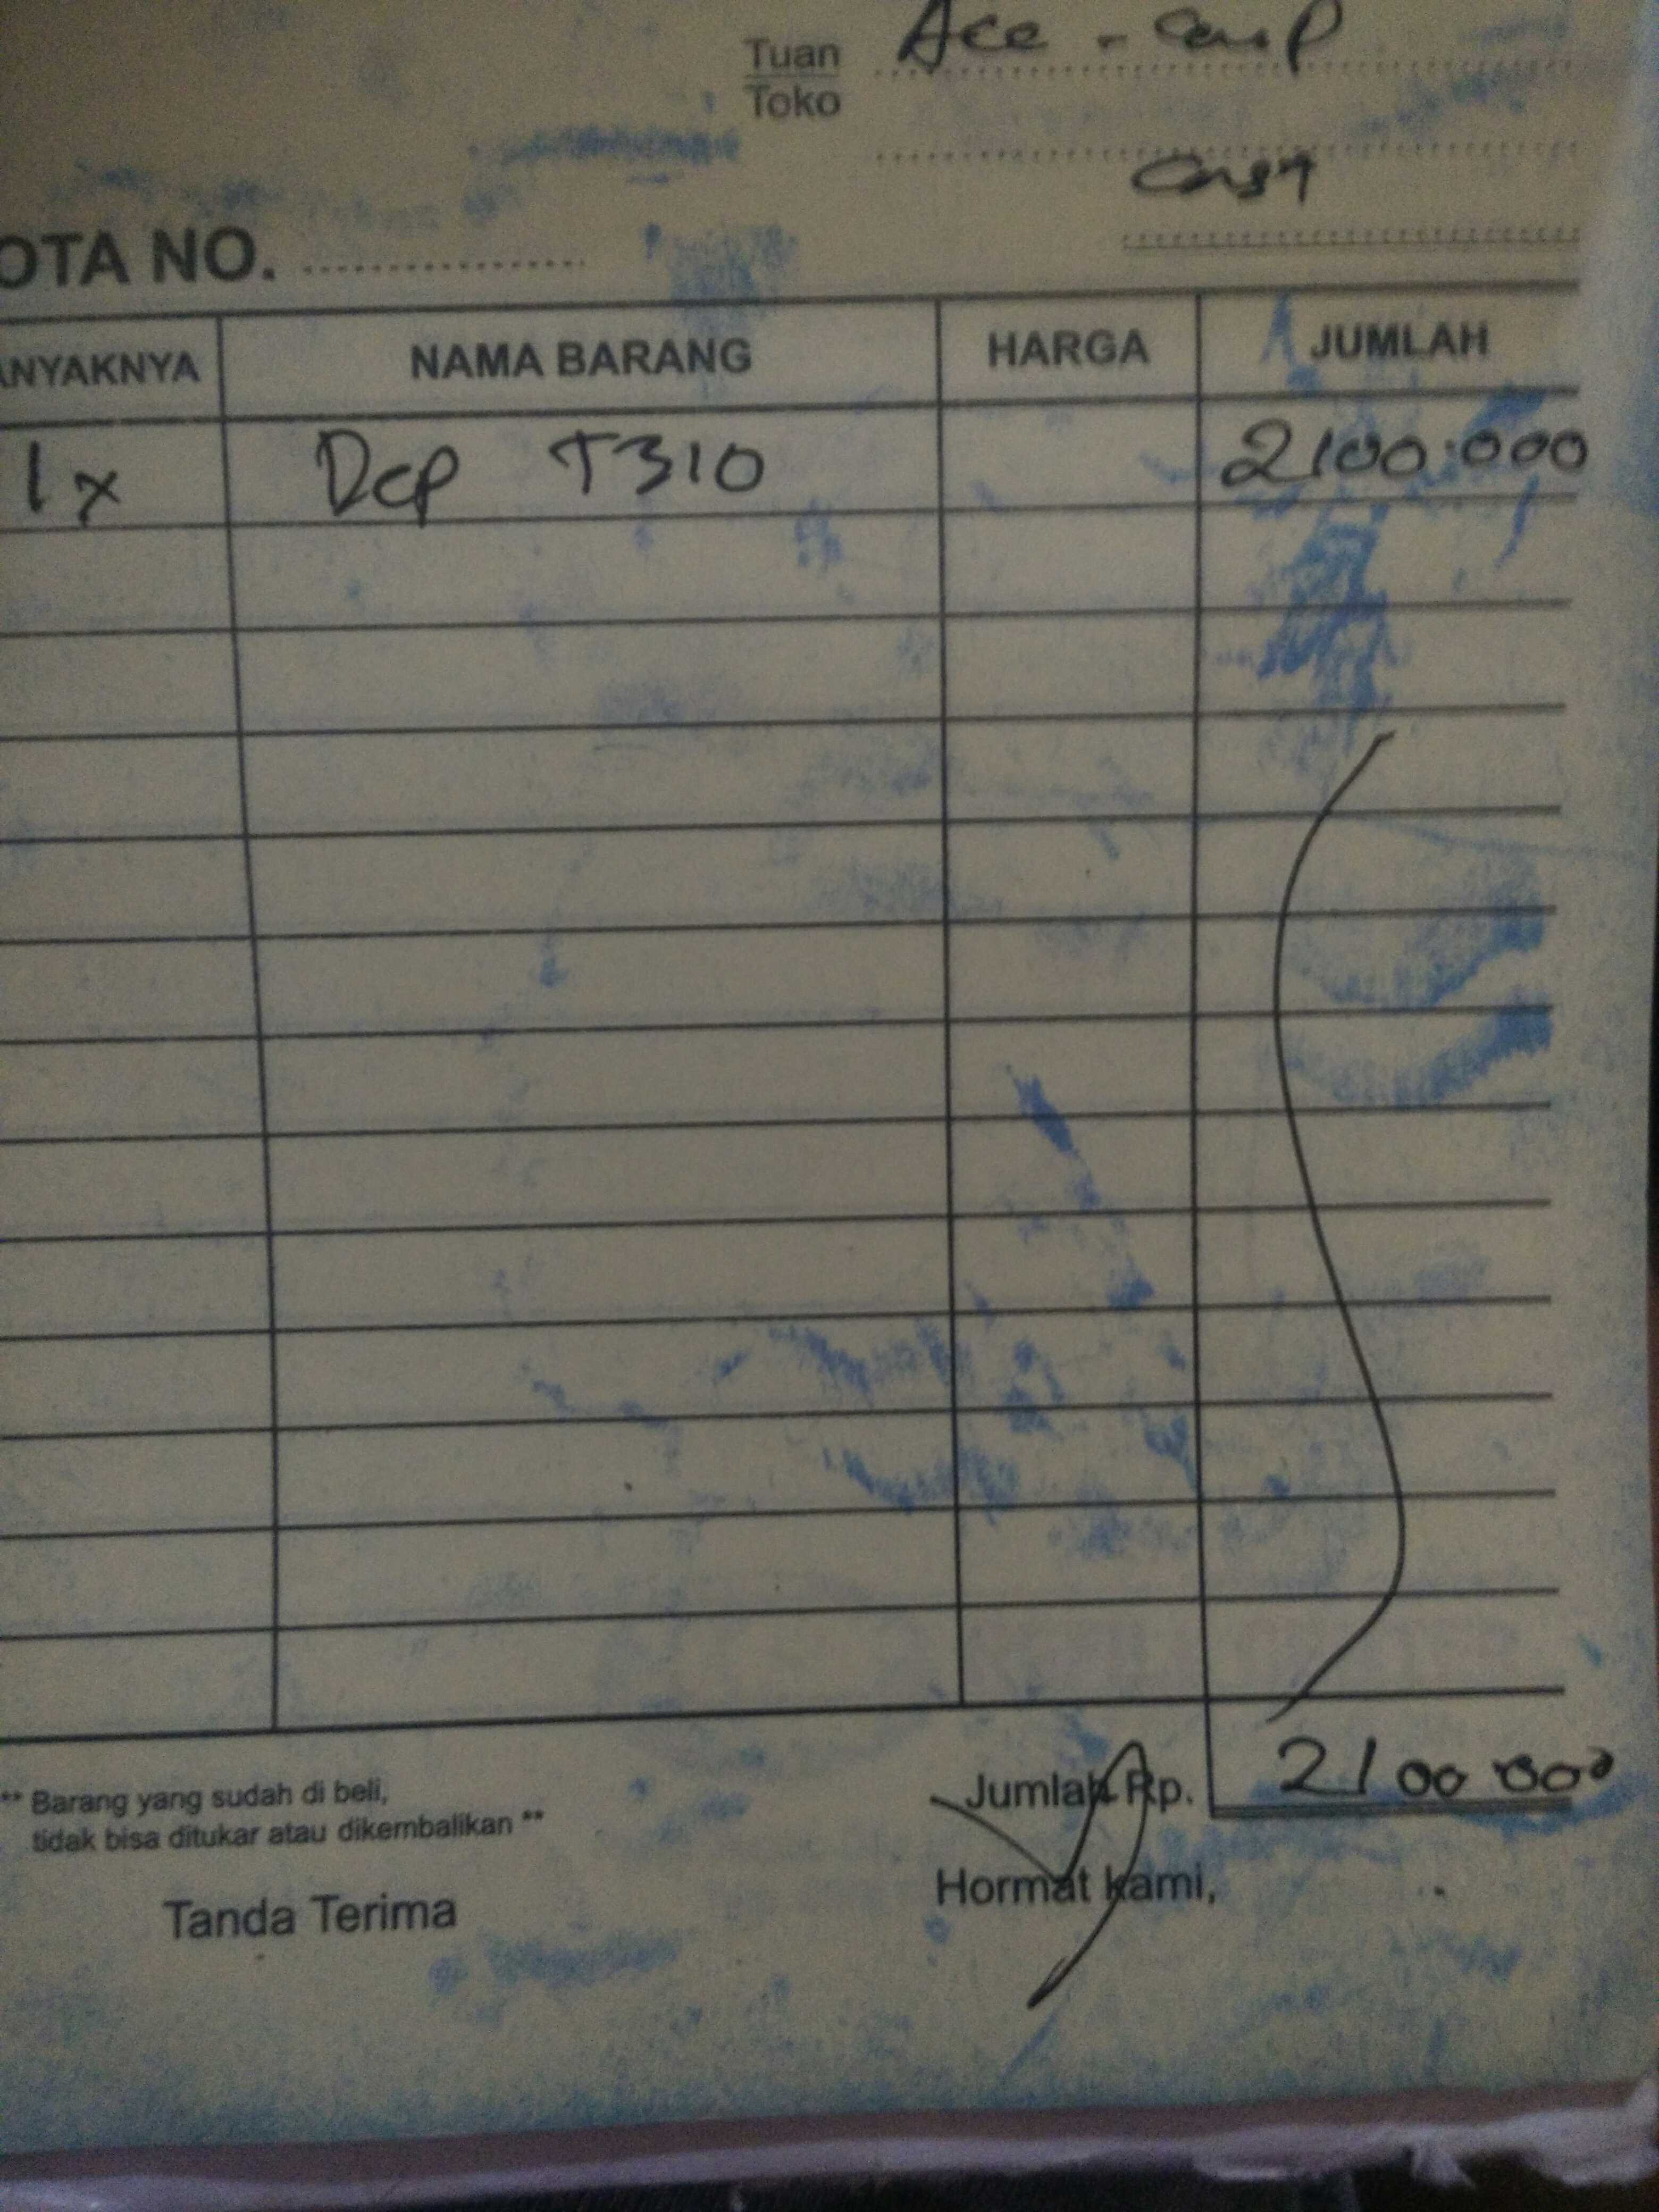 Tuan Ace - Comp
Toko
Cash
OTA NO.
ANYAKNYA NAMA BARANG HARGA JUMLAH
1x Dcp T310 2100.000
Jumlah Rp. 2100 000
** Barang yang sudah di beli,
tidak bisa ditukar atau dikembalikan **
Tanda Terima Hormat kami,